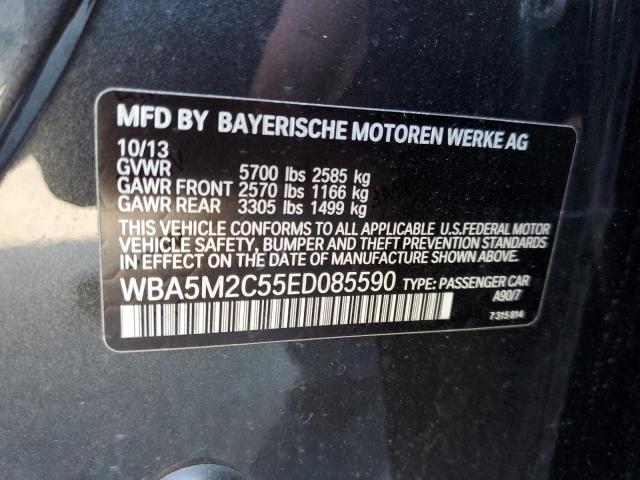 MFD BY BAYERISCHE MOTOREN WERKE AG
10/13
GVWR 5700 lbs 2585 kg
GAWR FRONT 2570 lbs 1166 kg
GAWR REAR 3305 lbs 1499 kg
THIS VEHICLE CONFORMS TO ALL APPLICABLE U.S.FEDERAL MOTOR
VEHICLE SAFETY, BUMPER AND THEFT PREVENTION STANDARDS
IN EFFECT ON THE DATE OF MANUFACTURE SHOWN ABOVE.
WBA5M2C55ED085590 TYPE: PASSENGER CAR
A90/7
7315814